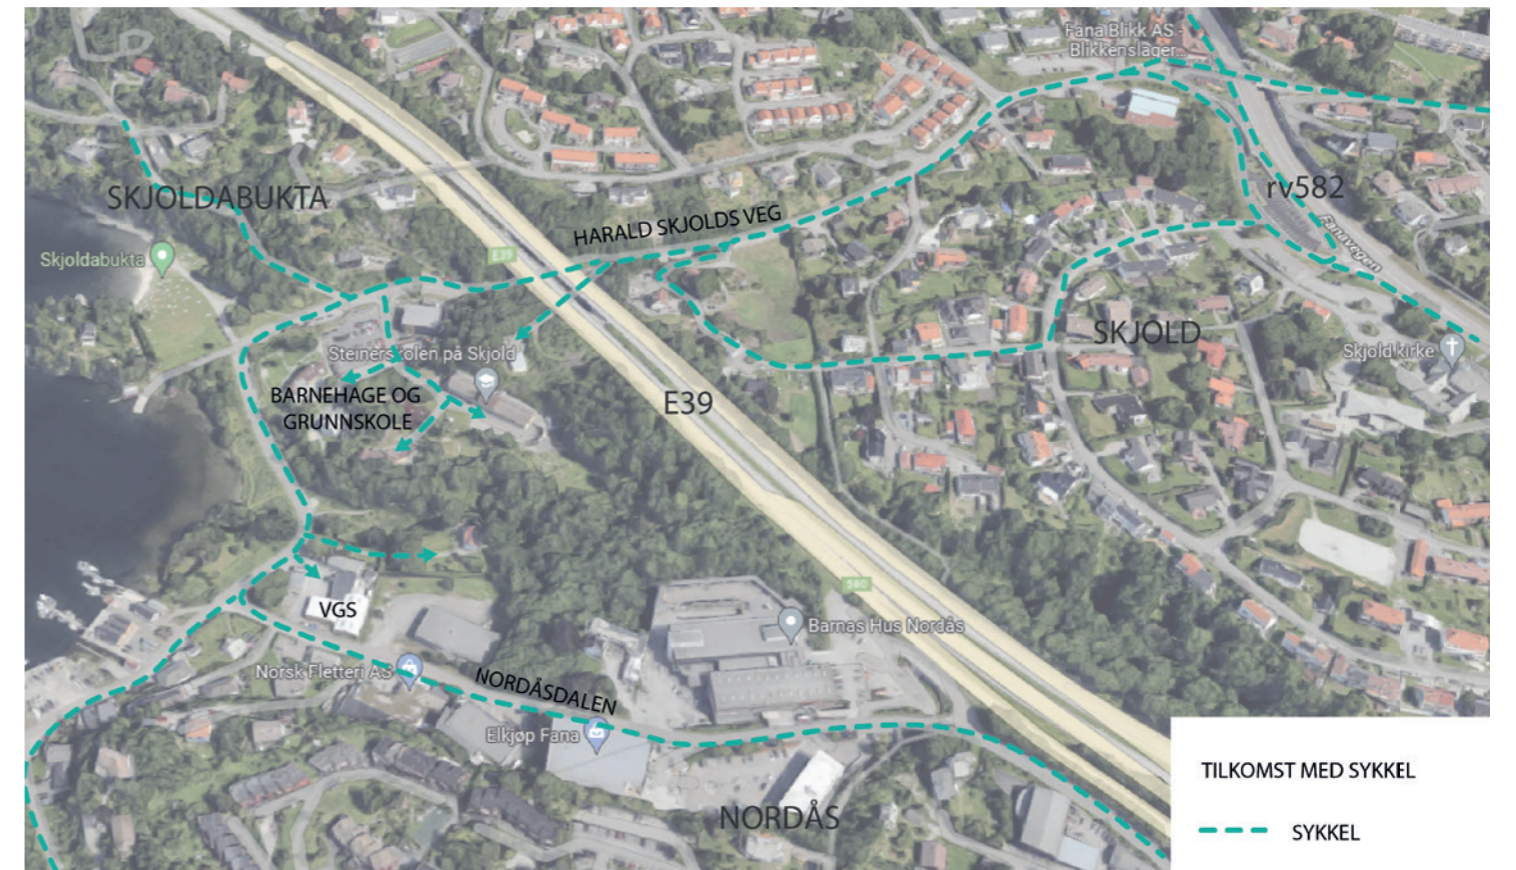 Fana Blikk AS -
Blikkenslager...
SKJOLDABUKTA
rv582
HARALD SKJOLDS VEG
Fanavegen
Skjoldabukta
E39
SKJOLD
Steinerskolen på Skjold
Skjold kirke
BARNEHAGE OG
GRUNNSKOLE
E39
580
VGS
Barnas Hus Nordås
Norsk Fletteri AS
NORDÅSDALEN
Elkjøp Fana
NORDÅS
TILKOMST MED SYKKEL
SYKKEL